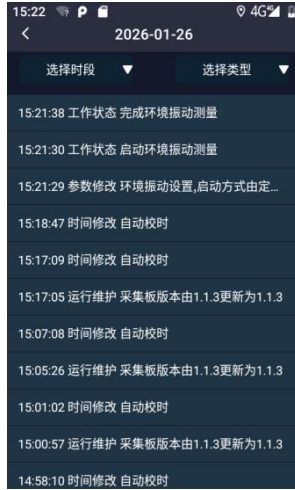 15:22 4G
2026-01-26
选择时段 选择类型
15:21:38 工作状态 完成环境振动测量
15:21:30 工作状态 启动环境振动测量
15:21:29 参数修改 环境振动设置,启动方式由定...
15:18:47 时间修改 自动校时
15:17:09 时间修改 自动校时
15:17:05 运行维护 采集板版本由1.1.3更新为1.1.3
15:07:08 时间修改 自动校时
15:05:26 运行维护 采集板版本由1.1.3更新为1.1.3
15:01:02 时间修改 自动校时
15:00:57 运行维护 采集板版本由1.1.3更新为1.1.3
14:58:10 时间修改 自动校时